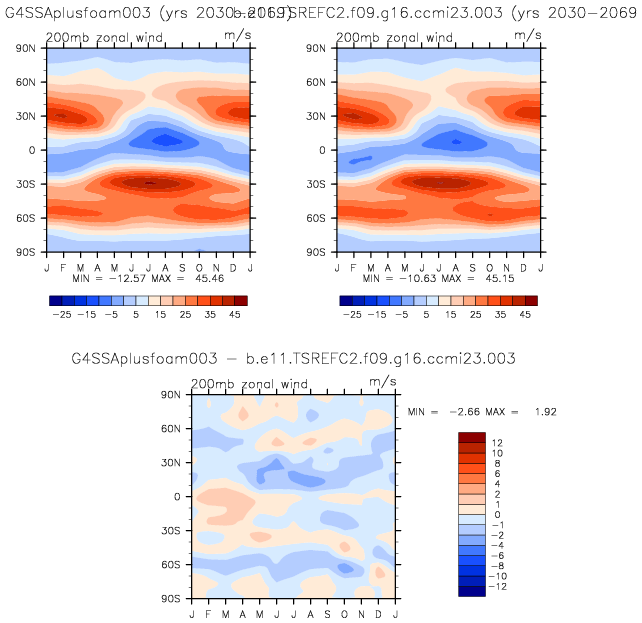 G4SSAplusfoam003 (yrs 2030-2069)
b.e11.TSREFC2.f09.g16.ccmi23.003 (yrs 2030-2069
200mb zonal wind m/s
90N
60N
30N
0
30S
60S
90S
J F M A M J J A S O N D J
MIN = -12.57 MAX = 45.46
-25 -15 -5 5 15 25 35 45
200mb zonal wind m/s
90N
60N
30N
0
30S
60S
90S
J F M A M J J A S O N D J
MIN = -10.63 MAX = 45.15
-25 -15 -5 5 15 25 35 45
G4SSAplusfoam003 - b.e11.TSREFC2.f09.g16.ccmi23.003
200mb zonal wind m/s
MIN = -2.66 MAX = 1.92
90N
60N
30N
0
30S
60S
90S
J F M A M J J A S O N D J
12
10
8
6
4
2
1
0
-1
-2
-4
-6
-8
-10
-12